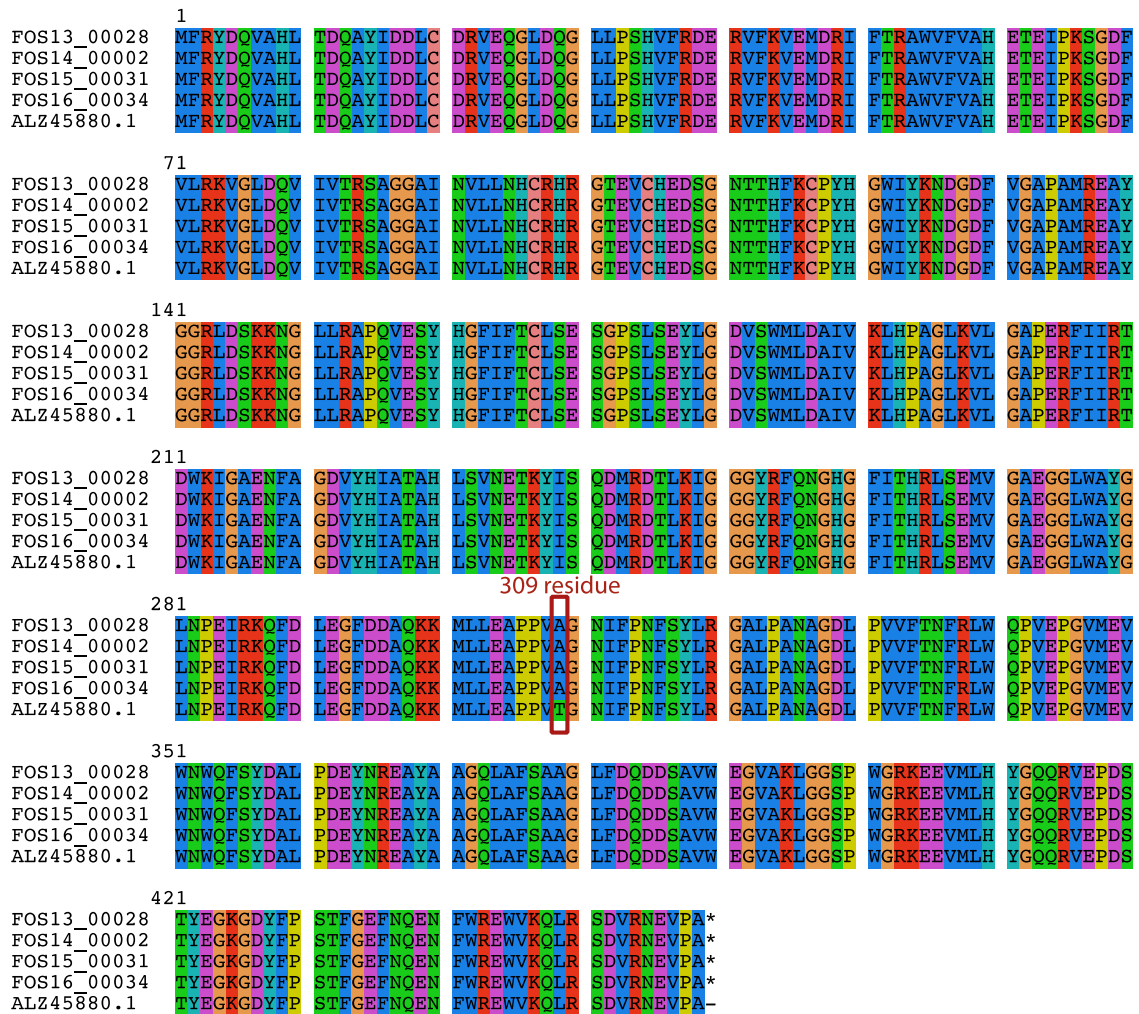 1
FOS13_00028 MFRYDQVAHL TDQAYIDDLC DRVEQGLDQG LLPSHVFRDE RVFKVEMDRI FTRAWVFVAH ETEIPKSGDF
FOS14_00002 MFRYDQVAHL TDQAYIDDLC DRVEQGLDQG LLPSHVFRDE RVFKVEMDRI FTRAWVFVAH ETEIPKSGDF
FOS15_00031 MFRYDQVAHL TDQAYIDDLC DRVEQGLDQG LLPSHVFRDE RVFKVEMDRI FTRAWVFVAH ETEIPKSGDF
FOS16_00034 MFRYDQVAHL TDQAYIDDLC DRVEQGLDQG LLPSHVFRDE RVFKVEMDRI FTRAWVFVAH ETEIPKSGDF
ALZ45880.1 MFRYDQVAHL TDQAYIDDLC DRVEQGLDQG LLPSHVFRDE RVFKVEMDRI FTRAWVFVAH ETEIPKSGDF
71
FOS13_00028 VLRKVGLDQV IVTRSAGGAI NVLLNHCRHR GTEVCHEDSG NTTHFKCPYH GWIYKNDGDF VGAPAMREAY
FOS14_00002 VLRKVGLDQV IVTRSAGGAI NVLLNHCRHR GTEVCHEDSG NTTHFKCPYH GWIYKNDGDF VGAPAMREAY
FOS15_00031 VLRKVGLDQV IVTRSAGGAI NVLLNHCRHR GTEVCHEDSG NTTHFKCPYH GWIYKNDGDF VGAPAMREAY
FOS16_00034 VLRKVGLDQV IVTRSAGGAI NVLLNHCRHR GTEVCHEDSG NTTHFKCPYH GWIYKNDGDF VGAPAMREAY
ALZ45880.1 VLRKVGLDQV IVTRSAGGAI NVLLNHCRHR GTEVCHEDSG NTTHFKCPYH GWIYKNDGDF VGAPAMREAY
141
FOS13_00028 GGRLDSKKNG LLRAPQVESY HGFIFTCLSE SGPSLSEYLG DVSWMLDAIV KLHPAGLKVL GAPERFIIRT
FOS14_00002 GGRLDSKKNG LLRAPQVESY HGFIFTCLSE SGPSLSEYLG DVSWMLDAIV KLHPAGLKVL GAPERFIIRT
FOS15_00031 GGRLDSKKNG LLRAPQVESY HGFIFTCLSE SGPSLSEYLG DVSWMLDAIV KLHPAGLKVL GAPERFIIRT
FOS16_00034 GGRLDSKKNG LLRAPQVESY HGFIFTCLSE SGPSLSEYLG DVSWMLDAIV KLHPAGLKVL GAPERFIIRT
ALZ45880.1 GGRLDSKKNG LLRAPQVESY HGFIFTCLSE SGPSLSEYLG DVSWMLDAIV KLHPAGLKVL GAPERFIIRT
211
FOS13_00028 DWKIGAENFA GDVYHIATAH LSVNETKYIS QDMRDTLKIG GGYRFQNGHG FITHRLSEMV GAEGGLWAYG
FOS14_00002 DWKIGAENFA GDVYHIATAH LSVNETKYIS QDMRDTLKIG GGYRFQNGHG FITHRLSEMV GAEGGLWAYG
FOS15_00031 DWKIGAENFA GDVYHIATAH LSVNETKYIS QDMRDTLKIG GGYRFQNGHG FITHRLSEMV GAEGGLWAYG
FOS16_00034 DWKIGAENFA GDVYHIATAH LSVNETKYIS QDMRDTLKIG GGYRFQNGHG FITHRLSEMV GAEGGLWAYG
ALZ45880.1 DWKIGAENFA GDVYHIATAH LSVNETKYIS QDMRDTLKIG GGYRFQNGHG FITHRLSEMV GAEGGLWAYG
309 residue
281
FOS13_00028 LNPEIRKQFD LEGFDDAQKK MLLEAPPVAG NIFPNFSYLR GALPANAGDL PVVFTNFRLW QPVEPGVMEV
FOS14_00002 LNPEIRKQFD LEGFDDAQKK MLLEAPPVAG NIFPNFSYLR GALPANAGDL PVVFTNFRLW QPVEPGVMEV
FOS15_00031 LNPEIRKQFD LEGFDDAQKK MLLEAPPVAG NIFPNFSYLR GALPANAGDL PVVFTNFRLW QPVEPGVMEV
FOS16_00034 LNPEIRKQFD LEGFDDAQKK MLLEAPPVAG NIFPNFSYLR GALPANAGDL PVVFTNFRLW QPVEPGVMEV
ALZ45880.1 LNPEIRKQFD LEGFDDAQKK MLLEAPPVTG NIFPNFSYLR GALPANAGDL PVVFTNFRLW QPVEPGVMEV
351
FOS13_00028 WNWQFSYDAL PDEYNREAYA AGQLAFSAAG LFDQDDSAVW EGVAKLGGSP WGRKEEVMLH YGQQRVEPDS
FOS14_00002 WNWQFSYDAL PDEYNREAYA AGQLAFSAAG LFDQDDSAVW EGVAKLGGSP WGRKEEVMLH YGQQRVEPDS
FOS15_00031 WNWQFSYDAL PDEYNREAYA AGQLAFSAAG LFDQDDSAVW EGVAKLGGSP WGRKEEVMLH YGQQRVEPDS
FOS16_00034 WNWQFSYDAL PDEYNREAYA AGQLAFSAAG LFDQDDSAVW EGVAKLGGSP WGRKEEVMLH YGQQRVEPDS
ALZ45880.1 WNWQFSYDAL PDEYNREAYA AGQLAFSAAG LFDQDDSAVW EGVAKLGGSP WGRKEEVMLH YGQQRVEPDS
421
FOS13_00028 TYEGKGDYFP STFGEFNQEN FWREWVKQLR SDVRNEVPA*
FOS14_00002 TYEGKGDYFP STFGEFNQEN FWREWVKQLR SDVRNEVPA*
FOS15_00031 TYEGKGDYFP STFGEFNQEN FWREWVKQLR SDVRNEVPA*
FOS16_00034 TYEGKGDYFP STFGEFNQEN FWREWVKQLR SDVRNEVPA*
ALZ45880.1 TYEGKGDYFP STFGEFNQEN FWREWVKQLR SDVRNEVPA–